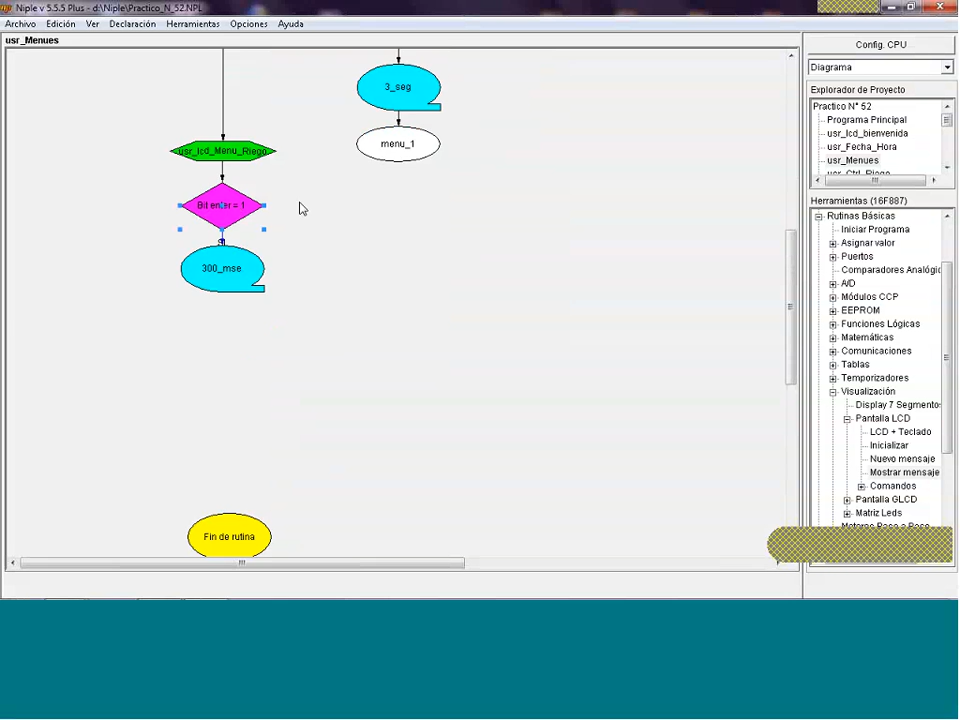 Niple v 5.5.5 Plus - d:\Niple\Practico_N_52.NPL
Archivo Edición Ver Declaración Herramientas Opciones Ayuda
usr_Menues
3_seg
menu_1
usr_lcd_Menu_Riego
Bit enter = 1
300_mse
Fin de rutina
Config. CPU
Diagrama
Explorador de Proyecto
Practico N° 52
Programa Principal
usr_lcd_bienvenida
usr_Fecha_Hora
usr_Menues
usr_Ctrl_Riego
Herramientas (16F887)
Rutinas Básicas
Iniciar Programa
Asignar valor
Puertos
Comparadores Analógic
A/D
Módulos CCP
EEPROM
Funciones Lógicas
Matemáticas
Comunicaciones
Tablas
Temporizadores
Visualización
Display 7 Segmentos
Pantalla LCD
LCD + Teclado
Inicializar
Nuevo mensaje
Mostrar mensaje
Comandos
Pantalla GLCD
Matriz Leds
Motores Paso a Paso